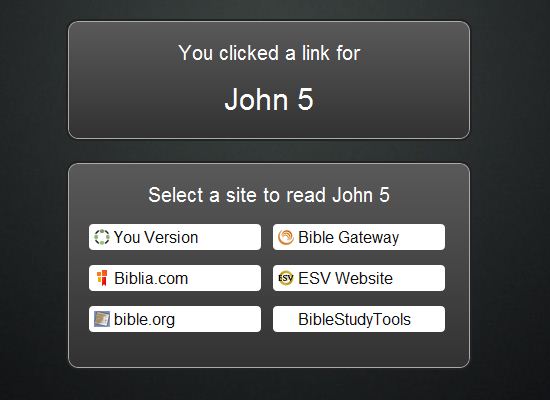 You clicked a link for
John 5
Select a site to read John 5
You Version
Bible Gateway
Biblia.com
ESV ESV Website
bible.org
BibleStudyTools